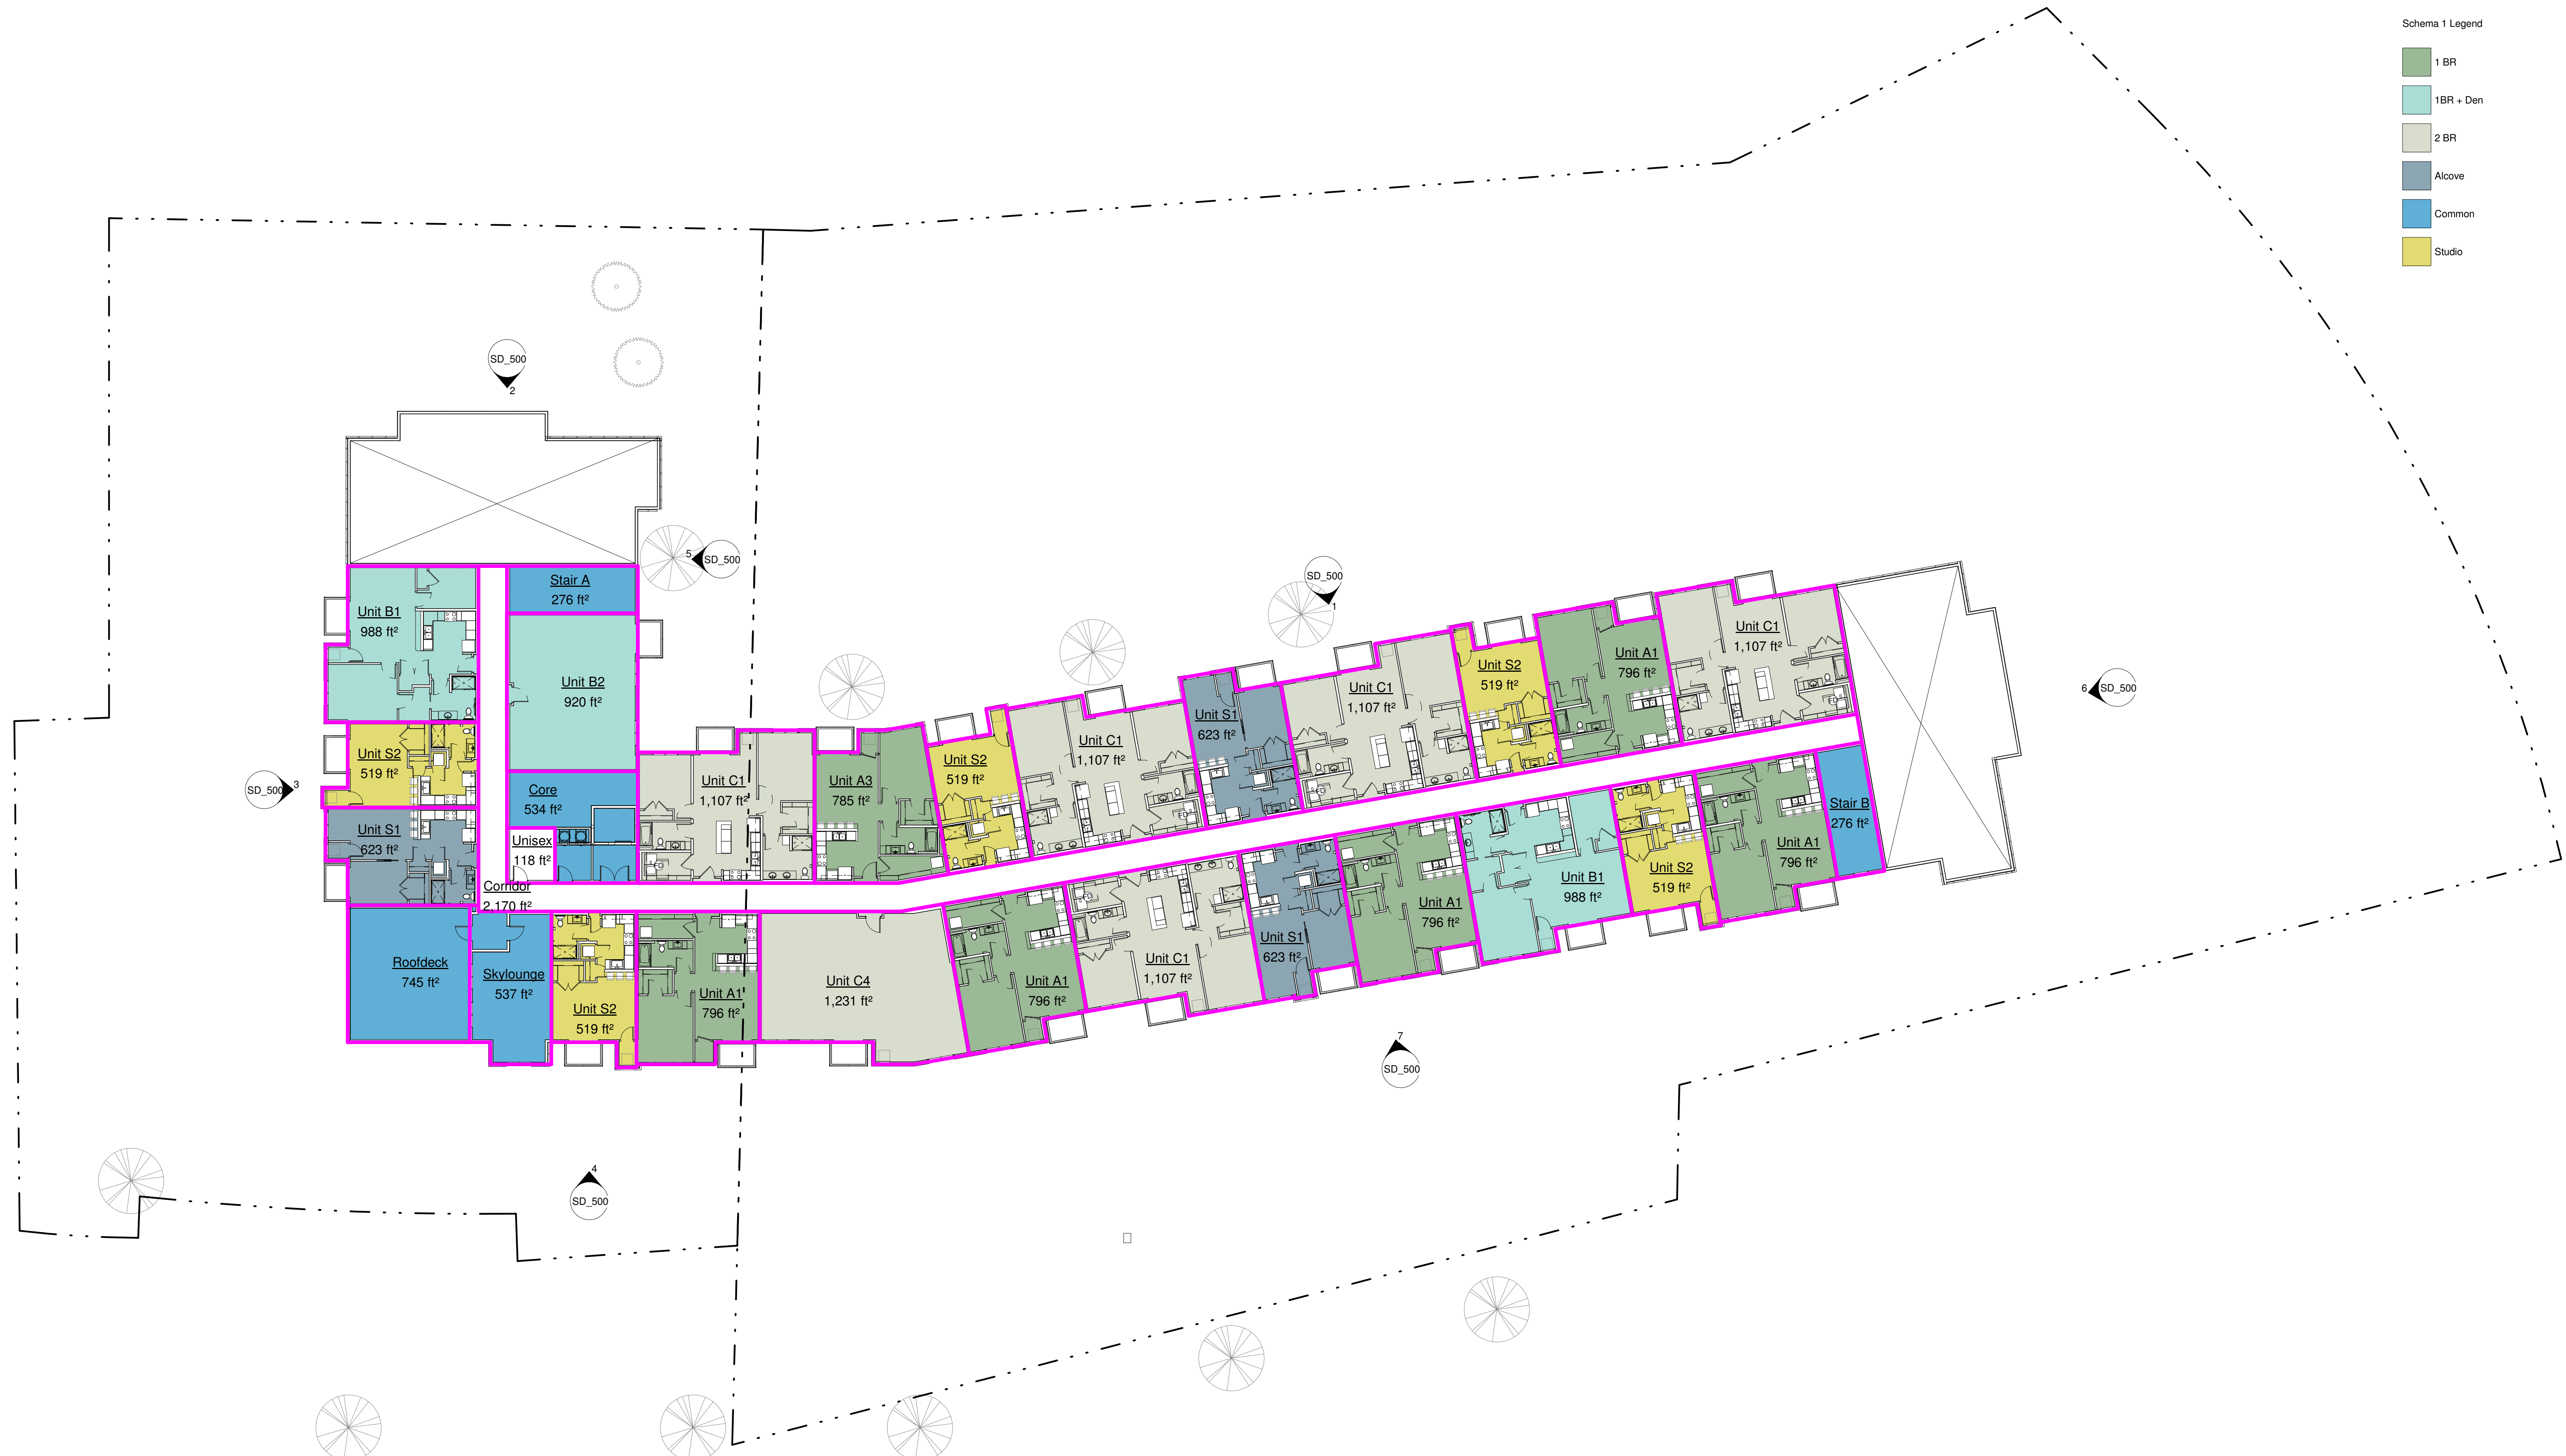 Schema 1 Legend
1 BR
1BR + Den
2 BR
Alcove
Common
Studio
SD_500
2
5
SD_500
SD_500
1
6
SD_500
SD_500
3
4
SD_500
7
SD_500
Stair A
276 ft²
Unit B1
988 ft²
Unit B2
920 ft²
Unit S2
519 ft²
Core
534 ft²
Unit S1
623 ft²
Unisex
118 ft²
Corridor
2,170 ft²
Roofdeck
745 ft²
Skylounge
537 ft²
Unit S2
519 ft²
Unit A1
796 ft²
Unit C4
1,231 ft²
Unit C1
1,107 ft²
Unit A3
785 ft²
Unit S2
519 ft²
Unit C1
1,107 ft²
Unit S1
623 ft²
Unit C1
1,107 ft²
Unit S2
519 ft²
Unit A1
796 ft²
Unit C1
1,107 ft²
Unit A1
796 ft²
Unit C1
1,107 ft²
Unit S1
623 ft²
Unit A1
796 ft²
Unit B1
988 ft²
Unit S2
519 ft²
Unit A1
796 ft²
Stair B
276 ft²